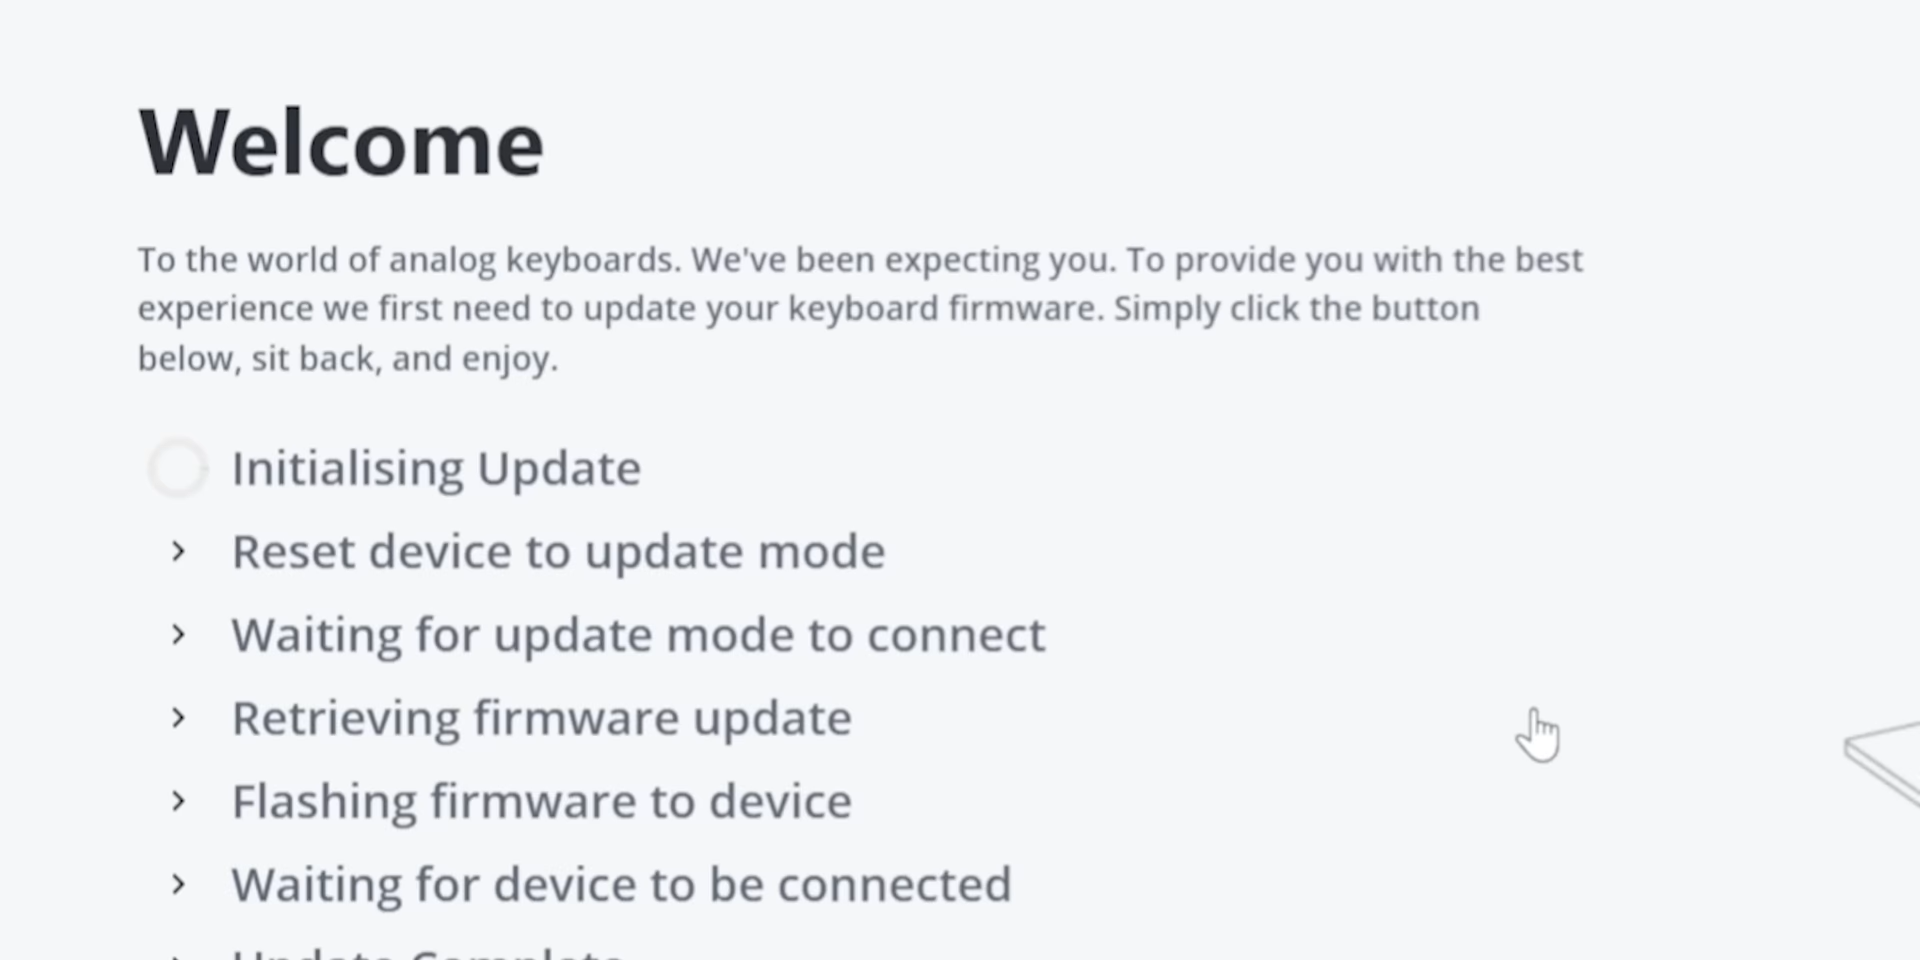 Welcome
To the world of analog keyboards. We've been expecting you. To provide you with the best
experience we first need to update your keyboard firmware. Simply click the button
below, sit back, and enjoy.
Initialising Update
Reset device to update mode
Waiting for update mode to connect
Retrieving firmware update
Flashing firmware to device
Waiting for device to be connected
Update Complete